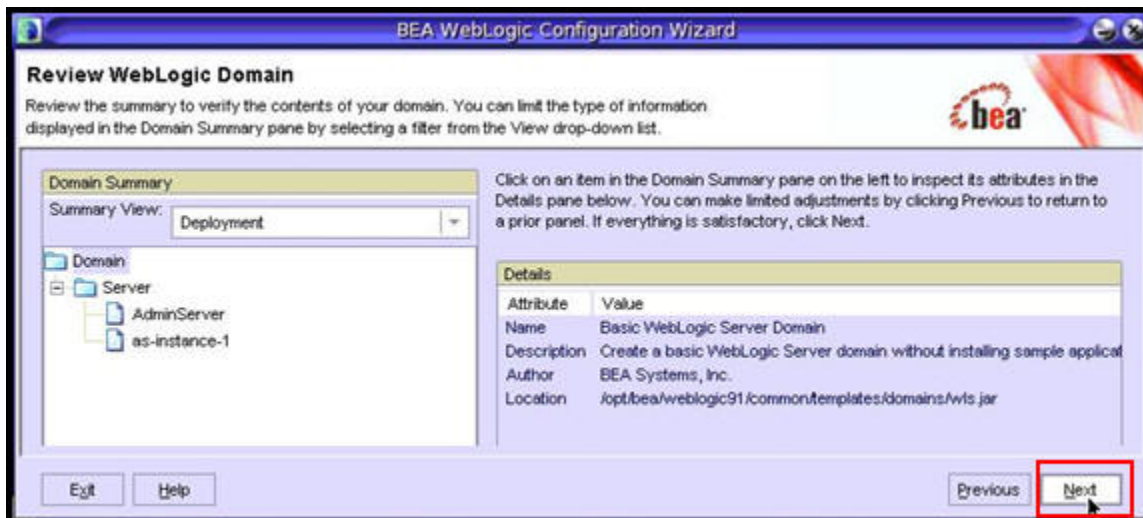 BEA WebLogic Configuration Wizard
Review WebLogic Domain
Review the summary to verify the contents of your domain. You can limit the type of information
displayed in the Domain Summary pane by selecting a filter from the View drop-down list.
bea
Domain Summary
Summary View:
Deployment
Domain
Server
AdminServer
as-instance-1
Click on an item in the Domain Summary pane on the left to inspect its attributes in the
Details pane below. You can make limited adjustments by clicking Previous to return to
a prior panel. If everything is satisfactory, click Next.
Details
Attribute Value
Name Basic WebLogic Server Domain
Description Create a basic WebLogic Server domain without installing sample applicat
Author BEA Systems, Inc.
Location /opt/bea/weblogic91/common/templates/domains/wls.jar
Exit Help Previous Next